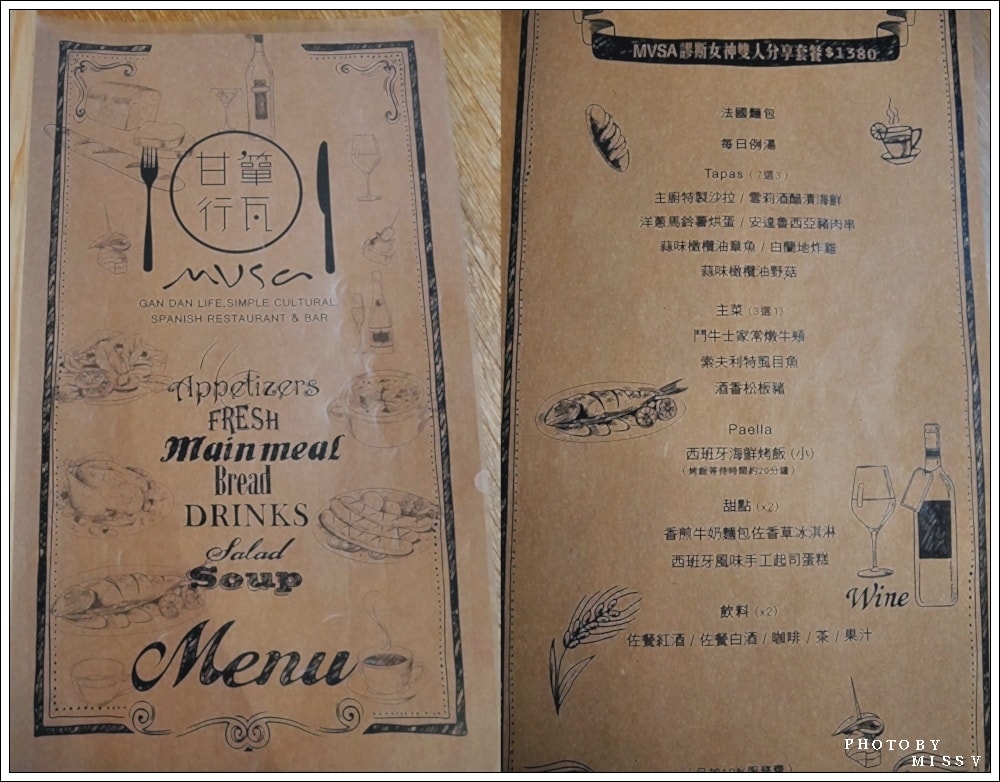 甘單
行瓦
MVSA
GAN DAN LIFE,SIMPLE CULTURAL,
SPANISH RESTAURANT & BAR
Appetizers
FRESH
Main meal
Bread
DRINKS
Salad
Soup
Menu
MVSA 謬斯女神雙人分享套餐$1380
法國麵包
每日例湯
Tapas (7選3)
主廚特製沙拉 / 雪莉酒醋漬海鮮
洋蔥馬鈴薯烘蛋 / 安達魯西亞豬肉串
蒜味橄欖油章魚 / 白蘭地炸雞
蒜味橄欖油野菇
主菜 (3選1)
鬥牛士家常燉牛頰
索夫利特虱目魚
酒香松板豬
Paella
西班牙海鮮烤飯 (小)
(烤飯等待時間約20分鐘)
甜點 (x2)
香煎牛奶麵包佐香草冰淇淋
西班牙風味手工起司蛋糕
Wine
飲料 (x2)
佐餐紅酒 / 佐餐白酒 / 咖啡 / 茶 / 果汁
PHOTO BY
MISS V